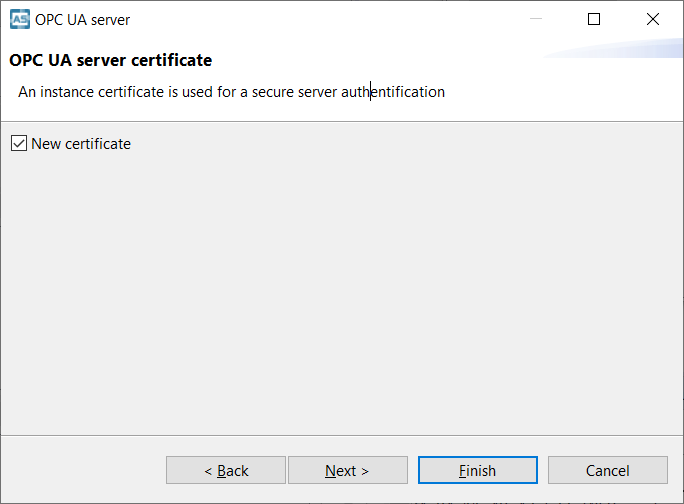 OPC UA server
OPC UA server certificate
An instance certificate is used for a secure server authentification
New certificate
< Back
Next >
Finish
Cancel